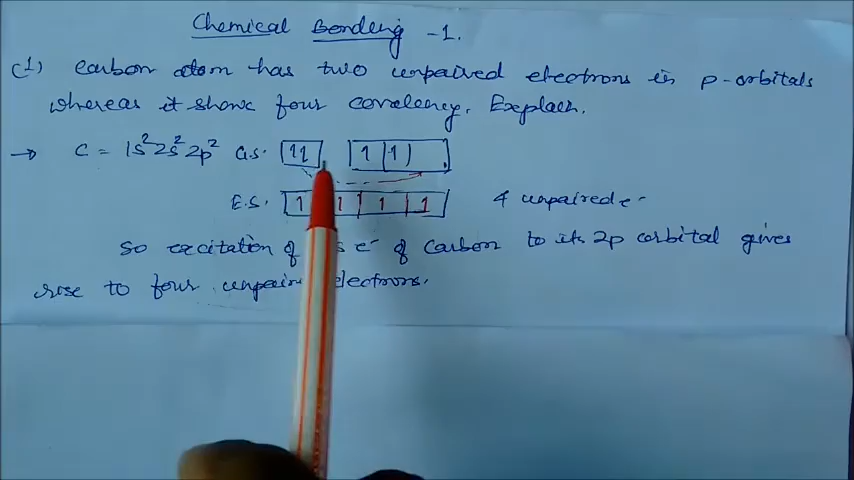 Chemical Bonding -1.
Q1) Carbon atom has two unpaired electrons in p-orbitals
whereas it shows four covalency. Explain.
→ C = 1s² 2s² 2p² G.S. 11 1 1
E.S. 1 1 1 1 4 unpaired e-
so excitation of e- of Carbon to its 2p orbital gives
rise to four electrons.